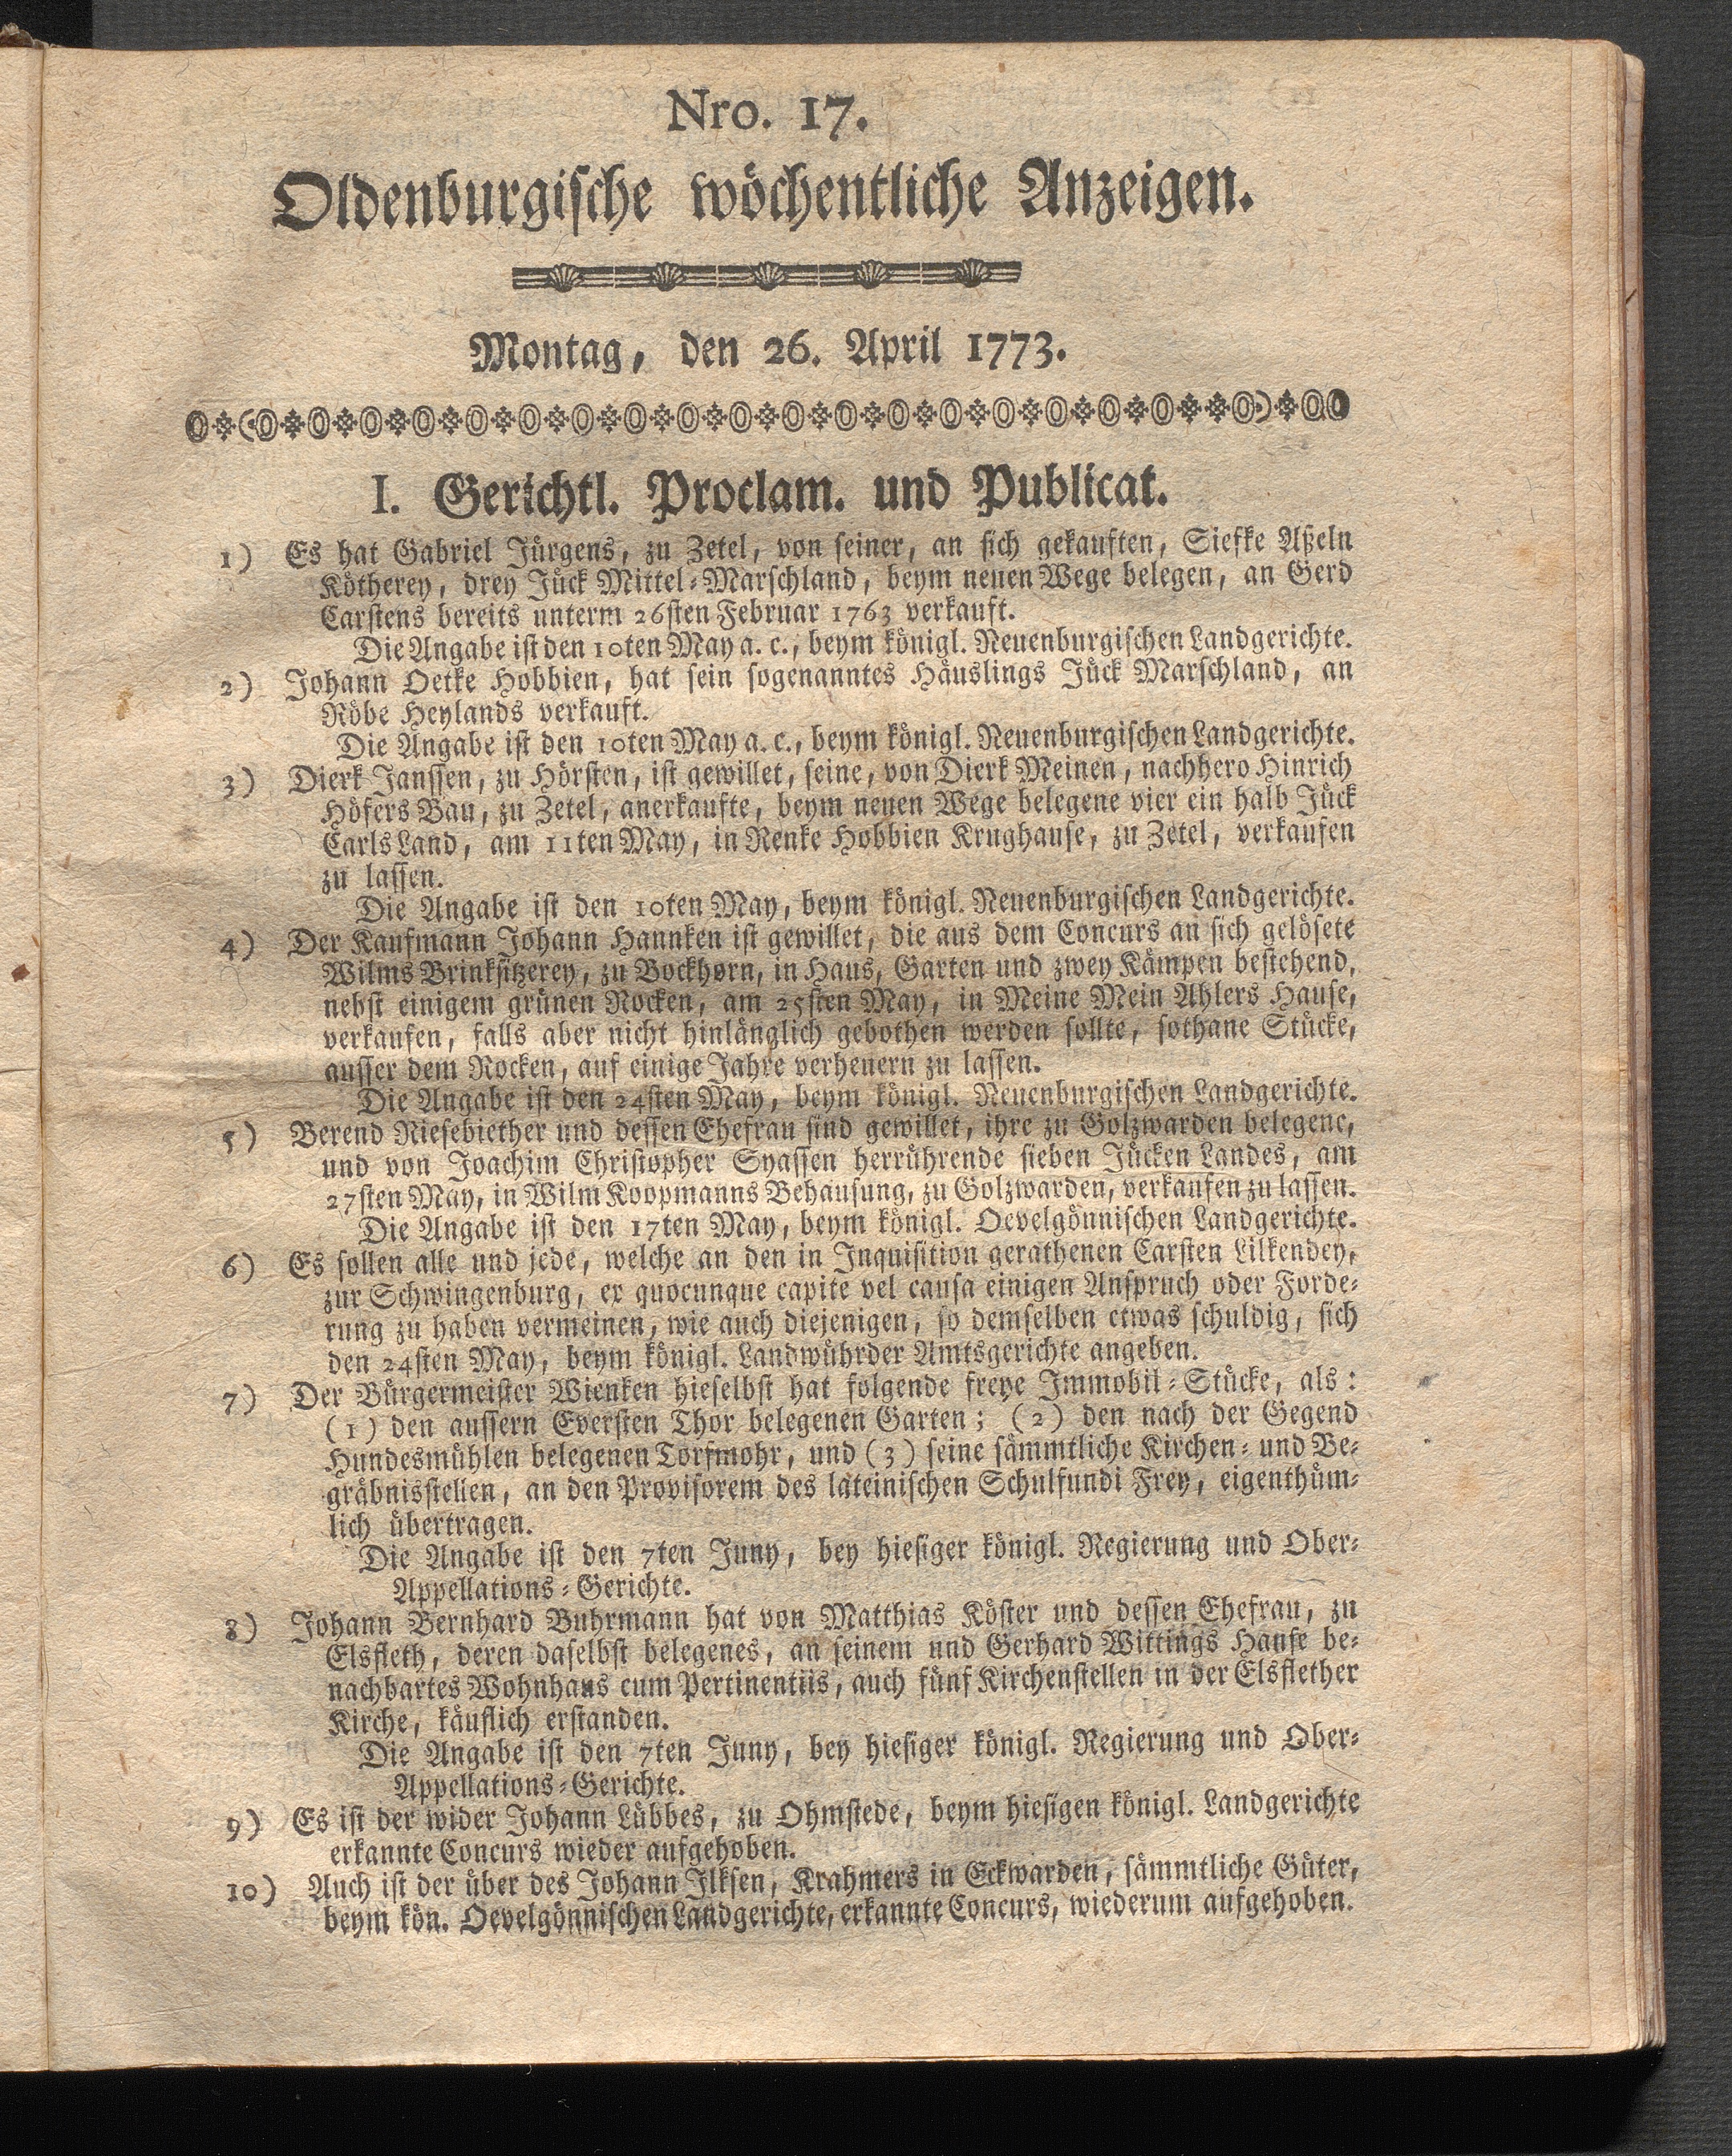 Nro. 17.
Oldenburgische wöchentliche Anzeigen.
Montag, den 26. April 1773.
I. Gerichtl. Proclam. und Publicat.
1) Es hat Gabriel Jürgens, zu Zetel, von seiner, an sich gekauften, Siefke Aßeln
Kötherey, drey Jück Mittel-Marschland, beym neuen Wege belegen, an Gerd
Carstens bereits unterm 26sten Februar 1763 verkauft.
Die Angabe ist den 10ten May a. c., beym königl. Neuenburgischen Landgerichte.
2) Johann Oetke Hobbien, hat sein sogenanntes Häuslings Jück Marschland, an
Röbe Heylands verkauft.
Die Angabe ist den 10ten May a. c., beym königl. Neuenburgischen Landgerichte.
3) Dierk Janssen, zu Hörsten, ist gewillet, seine, von Dierk Meinen, nachhero Hinrich
Höfers Bau, zu Zetel, anerkaufte, beym neuen Wege belegene vier ein halb Jück
Carls Land, am 11ten May, in Renke Hobbien Krughause, zu Zetel, verkaufen
zu lassen.
Die Angabe ist den 10ten May, beym königl. Neuenburgischen Landgerichte.
4) Der Kaufmann Johann Hannken ist gewillet, die aus dem Concurs an sich gelösete
Wilms Brinksitzerey, zu Bockhorn, in Haus, Garten und zwey Kämpen bestehend,
nebst einigem grünen Rocken, am 25sten May, in Meine Mein Ahlers Hause,
verkaufen, falls aber nicht hinlänglich gebothen werden sollte, sothane Stücke,
ausser dem Rocken, auf einige Jahre verheuern zu lassen.
Die Angabe ist den 24sten May, beym königl. Neuenburgischen Landgerichte.
5) Berend Riesebiether und dessen Ehefrau sind gewillet, ihre zu Golzwarden belegene,
und von Joachim Christopher Syassen herrührende sieben Jücken Landes, am
27sten May, in Wilm Koopmanns Behausung, zu Golzwarden, verkaufen zu lassen.
Die Angabe ist den 17ten May, beym königl. Oevelgönnischen Landgerichte.
6) Es sollen alle und jede, welche an den in Inquisition gerathenen Carsten Lilkendey,
zur Schwingenburg, ex quocunque capite vel causa einigen Anspruch oder Forde-
rung zu haben vermeinen, wie auch diejenigen, so demselben etwas schuldig, sich
den 24sten May, beym königl. Landwührder Amtsgerichte angeben.
7) Der Bürgermeister Wienken hieselbst hat folgende freye Immobil-Stücke, als:
(1) den aussern Eversten Thor belegenen Garten; (2) den nach der Gegend
Hundesmühlen belegenen Torfmohr, und (3) seine sämmtliche Kirchen- und Be-
gräbnisstellen, an den Provisorem des lateinischen Schulfundi Frey, eigenthüm-
lich übertragen.
Die Angabe ist den 7ten Juny, bey hiesiger königl. Regierung und Ober-
Appellations-Gerichte.
8) Johann Bernhard Buhrmann hat von Matthias Köster und dessen Ehefrau, zu
Elsfleth, deren daselbst belegenes, an seinem und Gerhard Wittings Hause be-
nachbartes Wohnhaus cum Pertinentiis, auch fünf Kirchenstellen in der Elsflether
Kirche, käuflich erstanden.
Die Angabe ist den 7ten Juny, bey hiesiger königl. Regierung und Ober-
Appellations-Gerichte.
9) Es ist der wider Johann Lübbes, zu Ohmstede, beym hiesigen königl. Landgerichte
erkannte Concurs wieder aufgehoben.
10) Auch ist der über des Johann Ilksen, Krahmers in Eckwarden, sämmtliche Güter,
beym kön. Oevelgönnischen Landgerichte, erkannte Concurs, wiederum aufgehoben.